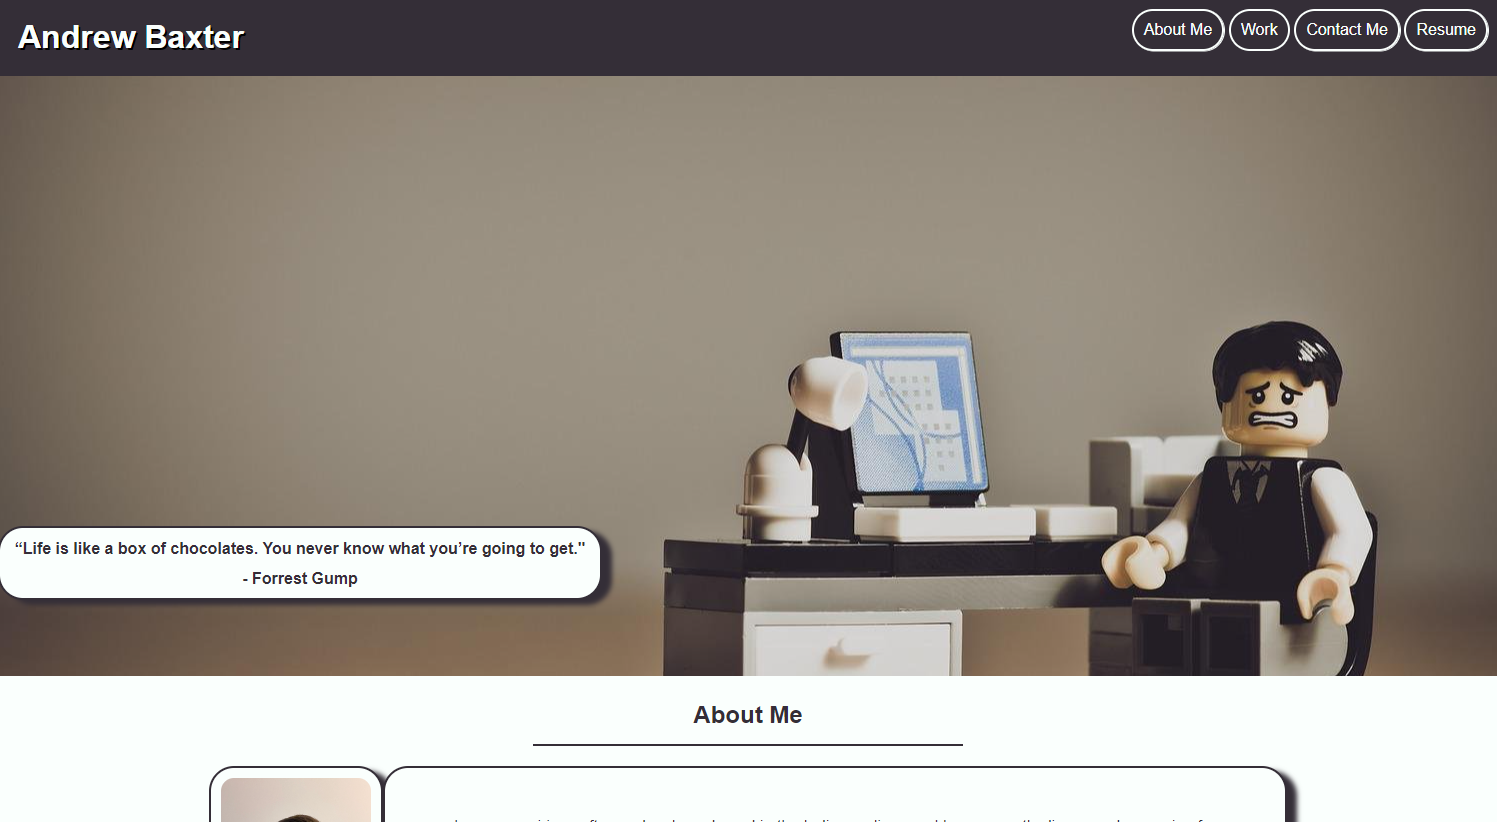 Andrew Baxter
About Me
Work
Contact Me
Resume
“Life is like a box of chocolates. You never know what you’re going to get."
- Forrest Gump
About Me